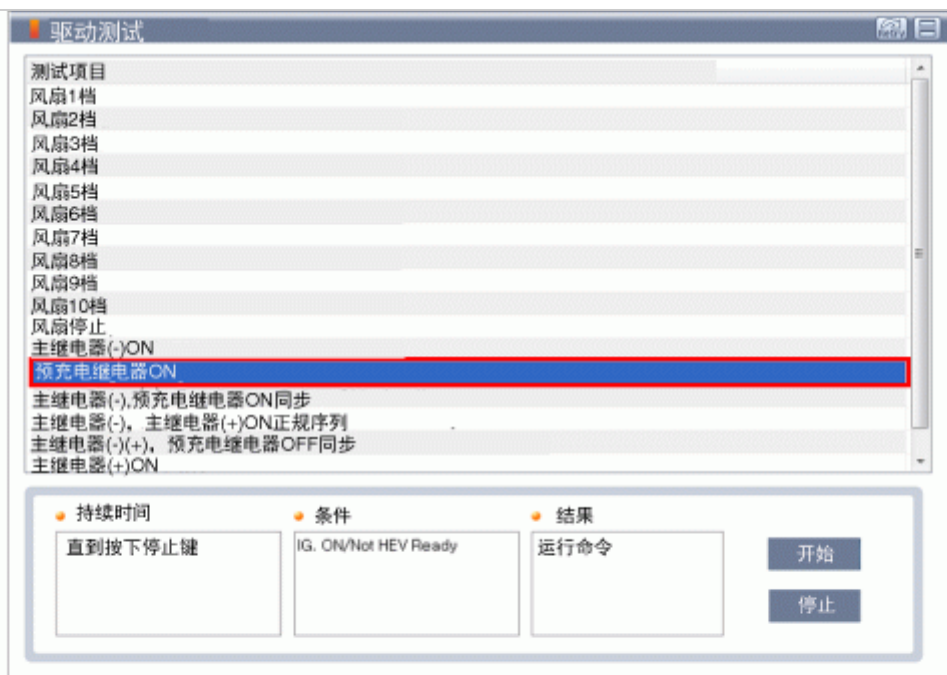 驱动测试
测试项目
风扇1档
风扇2档
风扇3档
风扇4档
风扇5档
风扇6档
风扇7档
风扇8档
风扇9档
风扇10档
风扇停止
主继电器(-)ON
预充电继电器ON
主继电器(-),预充电继电器ON同步
主继电器(-)，主继电器(+)ON正规序列
主继电器(-)(+)，预充电继电器OFF同步
主继电器(+)ON
持续时间
条件
结果
直到按下停止键
IG. ON/Not HEV Ready
运行命令
开始
停止